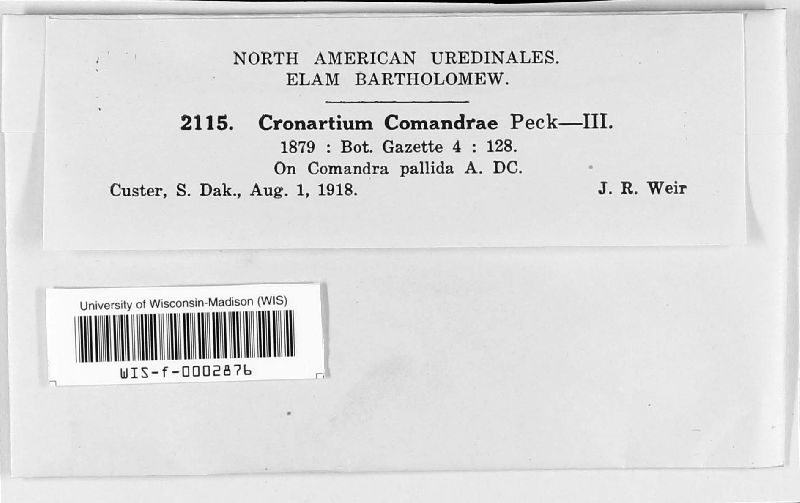 NORTH AMERICAN UREDINALES.
ELAM BARTHOLOMEW.
2115. Cronartium Comandrae Peck—III.
1879 : Bot. Gazette 4 : 128.
On Comandra pallida A. DC.
Custer, S. Dak., Aug. 1, 1918. J. R. Weir
University of Wisconsin-Madison (WIS)
WIS-f-0002876